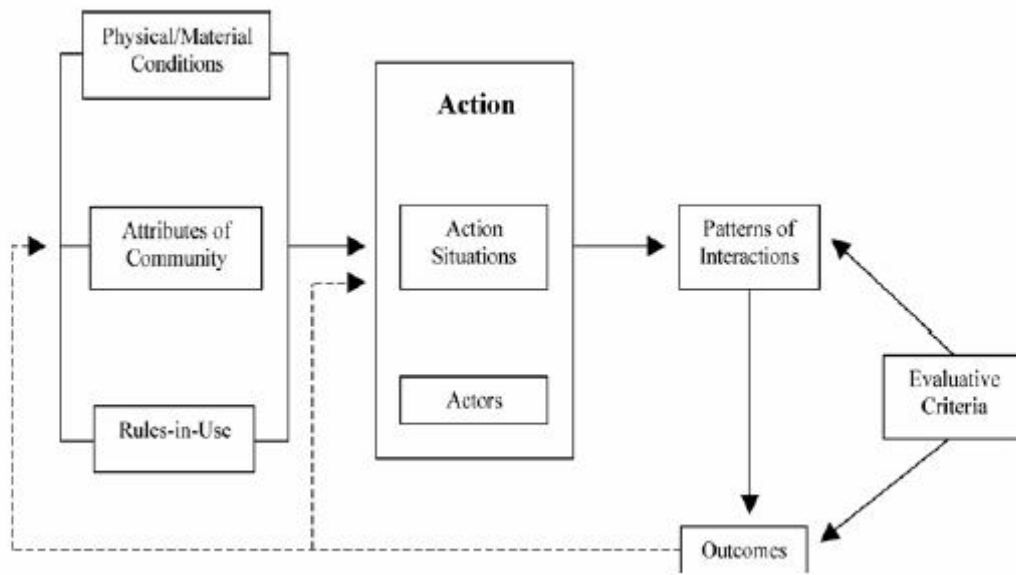 Physical/Material
Conditions
Attributes of
Community
Rules-in-Use
Action
Action
Situations
Actors
Patterns of
Interactions
Outcomes
Evaluative
Criteria